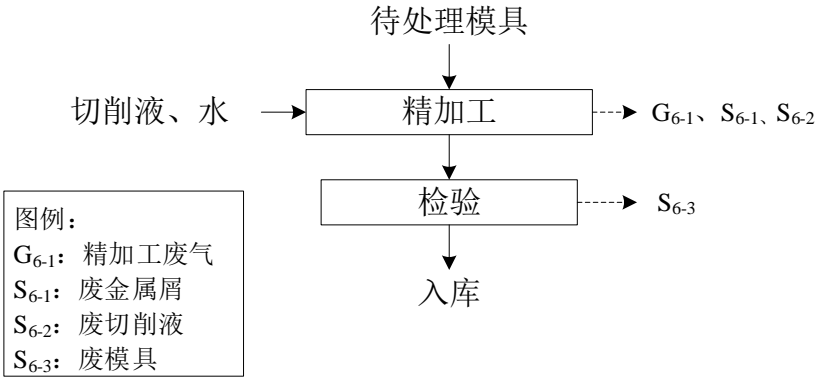 待处理模具
切削液、水
精加工
G6-1、S6-1、S6-2
检验
S6-3
入库
图例：
G6-1：精加工废气
S6-1：废金属屑
S6-2：废切削液
S6-3：废模具